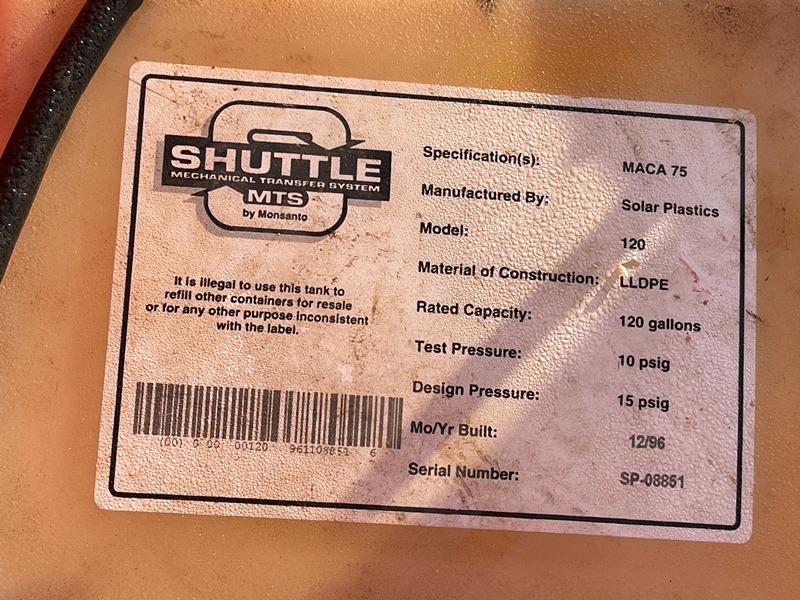 SHUTTLE
MECHANICAL TRANSFER SYSTEM
MTS
by Monsanto
It is illegal to use this tank to
refill other containers for resale
or for any other purpose inconsistent
with the label.
(00) 0 00 00120 961108851 6
Specification(s): MACA 75
Manufactured By: Solar Plastics
Model: 120
Material of Construction: LLDPE
Rated Capacity: 120 gallons
Test Pressure: 10 psig
Design Pressure: 15 psig
Mo/Yr Built: 12/96
Serial Number: SP-08851